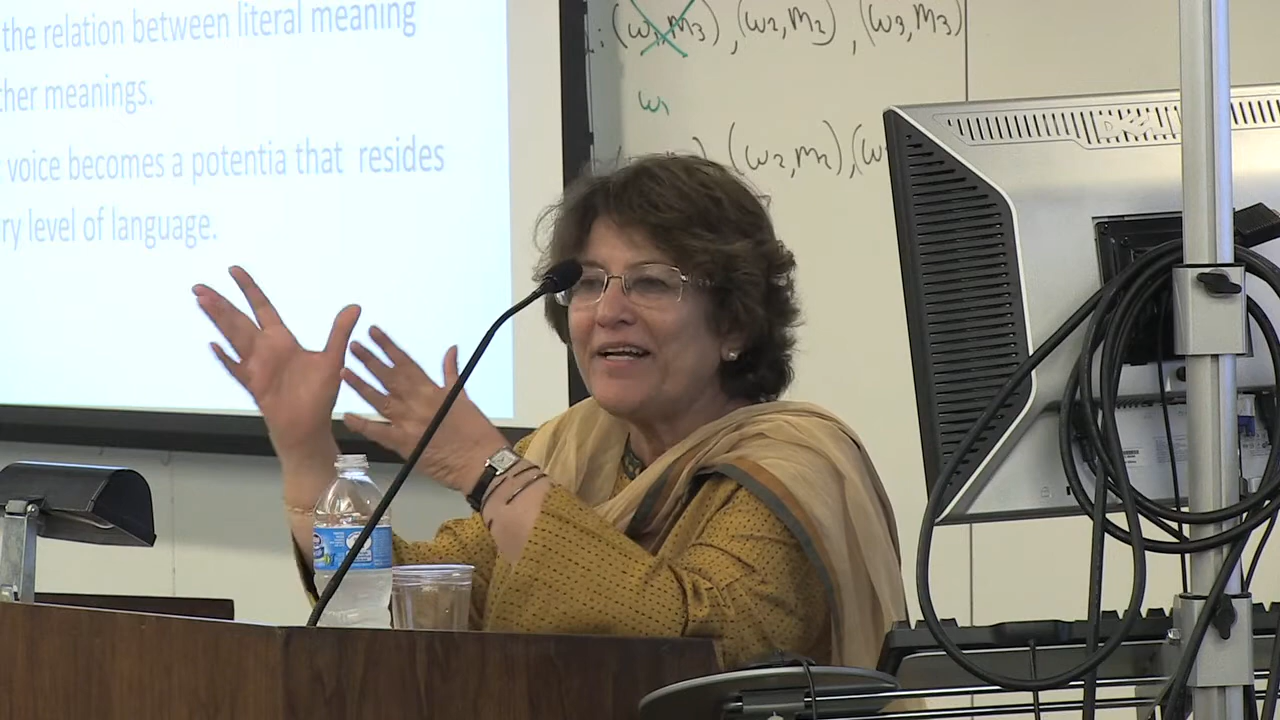 the relation between literal meaning
ther meanings.
voice becomes a potentia that resides
ry level of language.
: (w₁,m₃), (w₂,m₂), (w₃,m₃)
w₁
(w₂,m₂),(w
DELL